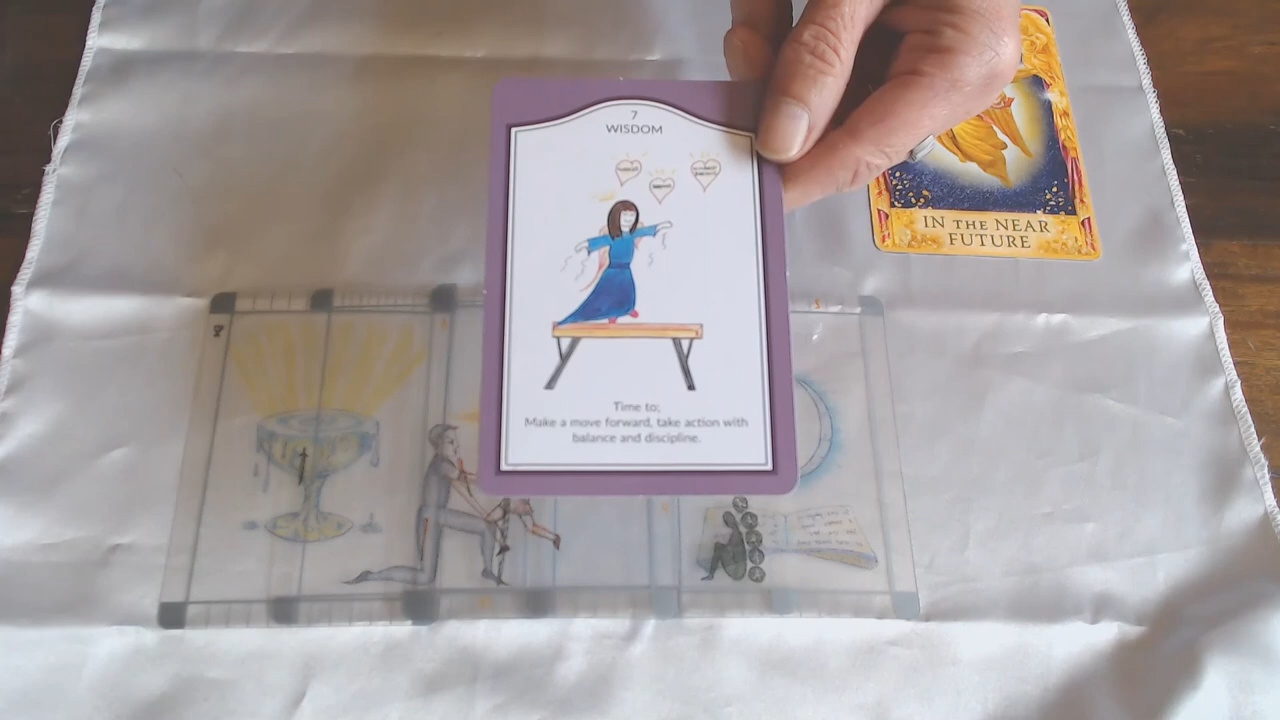 7
WISDOM
Time to;
Make a move forward, take action with
balance and discipline.
IN THE NEAR
FUTURE